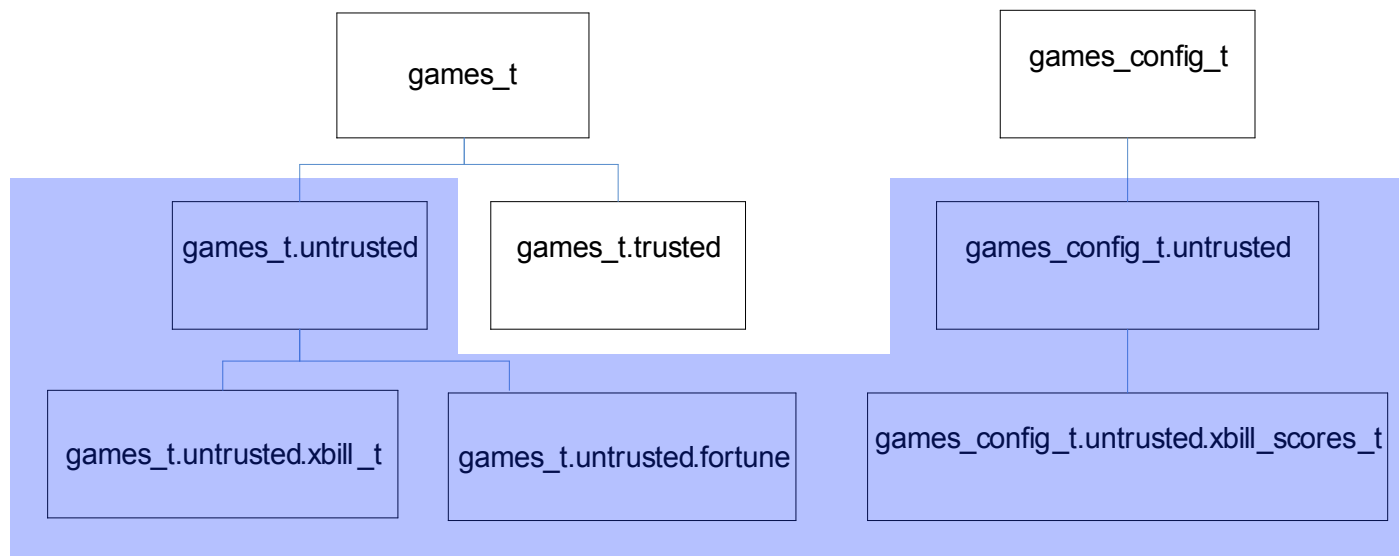 games_t
games_config_t
games_t.untrusted
games_t.trusted
games_config_t.untrusted
games_t.untrusted.xbill_t
games_t.untrusted.fortune
games_config_t.untrusted.xbill_scores_t